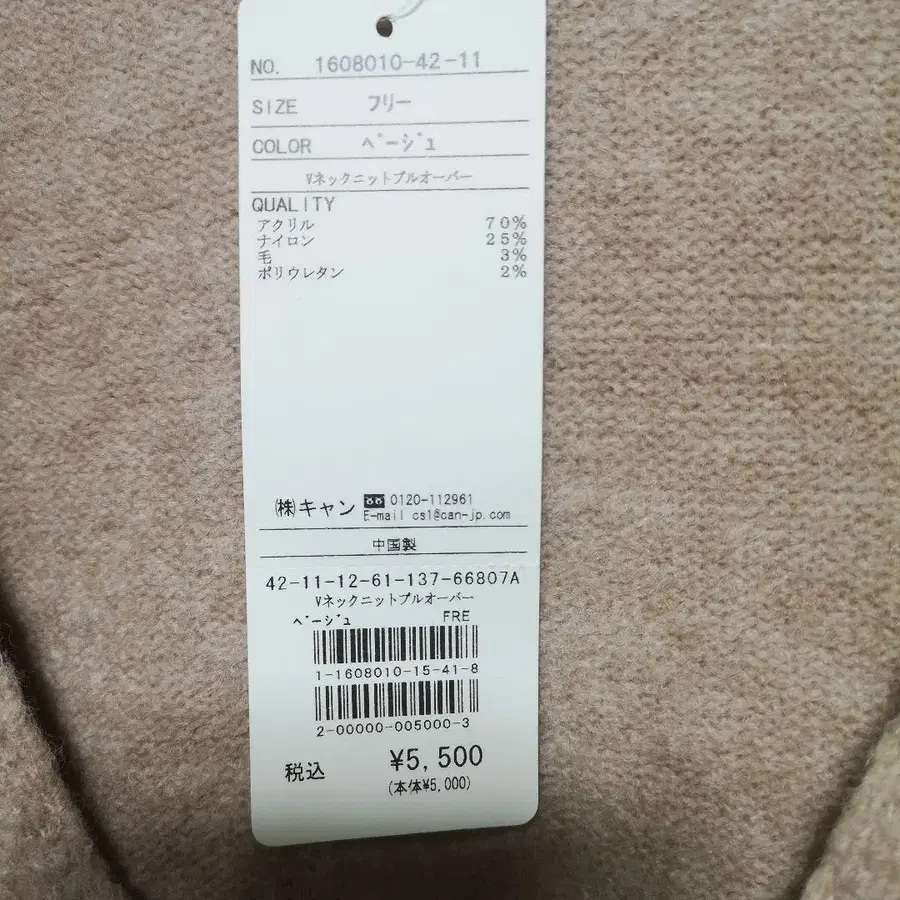 NO. 1608010-42-11
SIZE フリー
COLOR ベージュ
Vネックニットプルオーバー
QUALITY
アクリル 70%
ナイロン 25%
毛 3%
ポリウレタン 2%
㈱キャン 0120-112961
E-mail cs1@can-jp.com
中国製
42-11-12-61-137-66807A
Vネックニットプルオーバー
ベージュ FRE
1-1608010-15-41-8
2-00000-005000-3
税込 ¥5,500
(本体¥5,000)